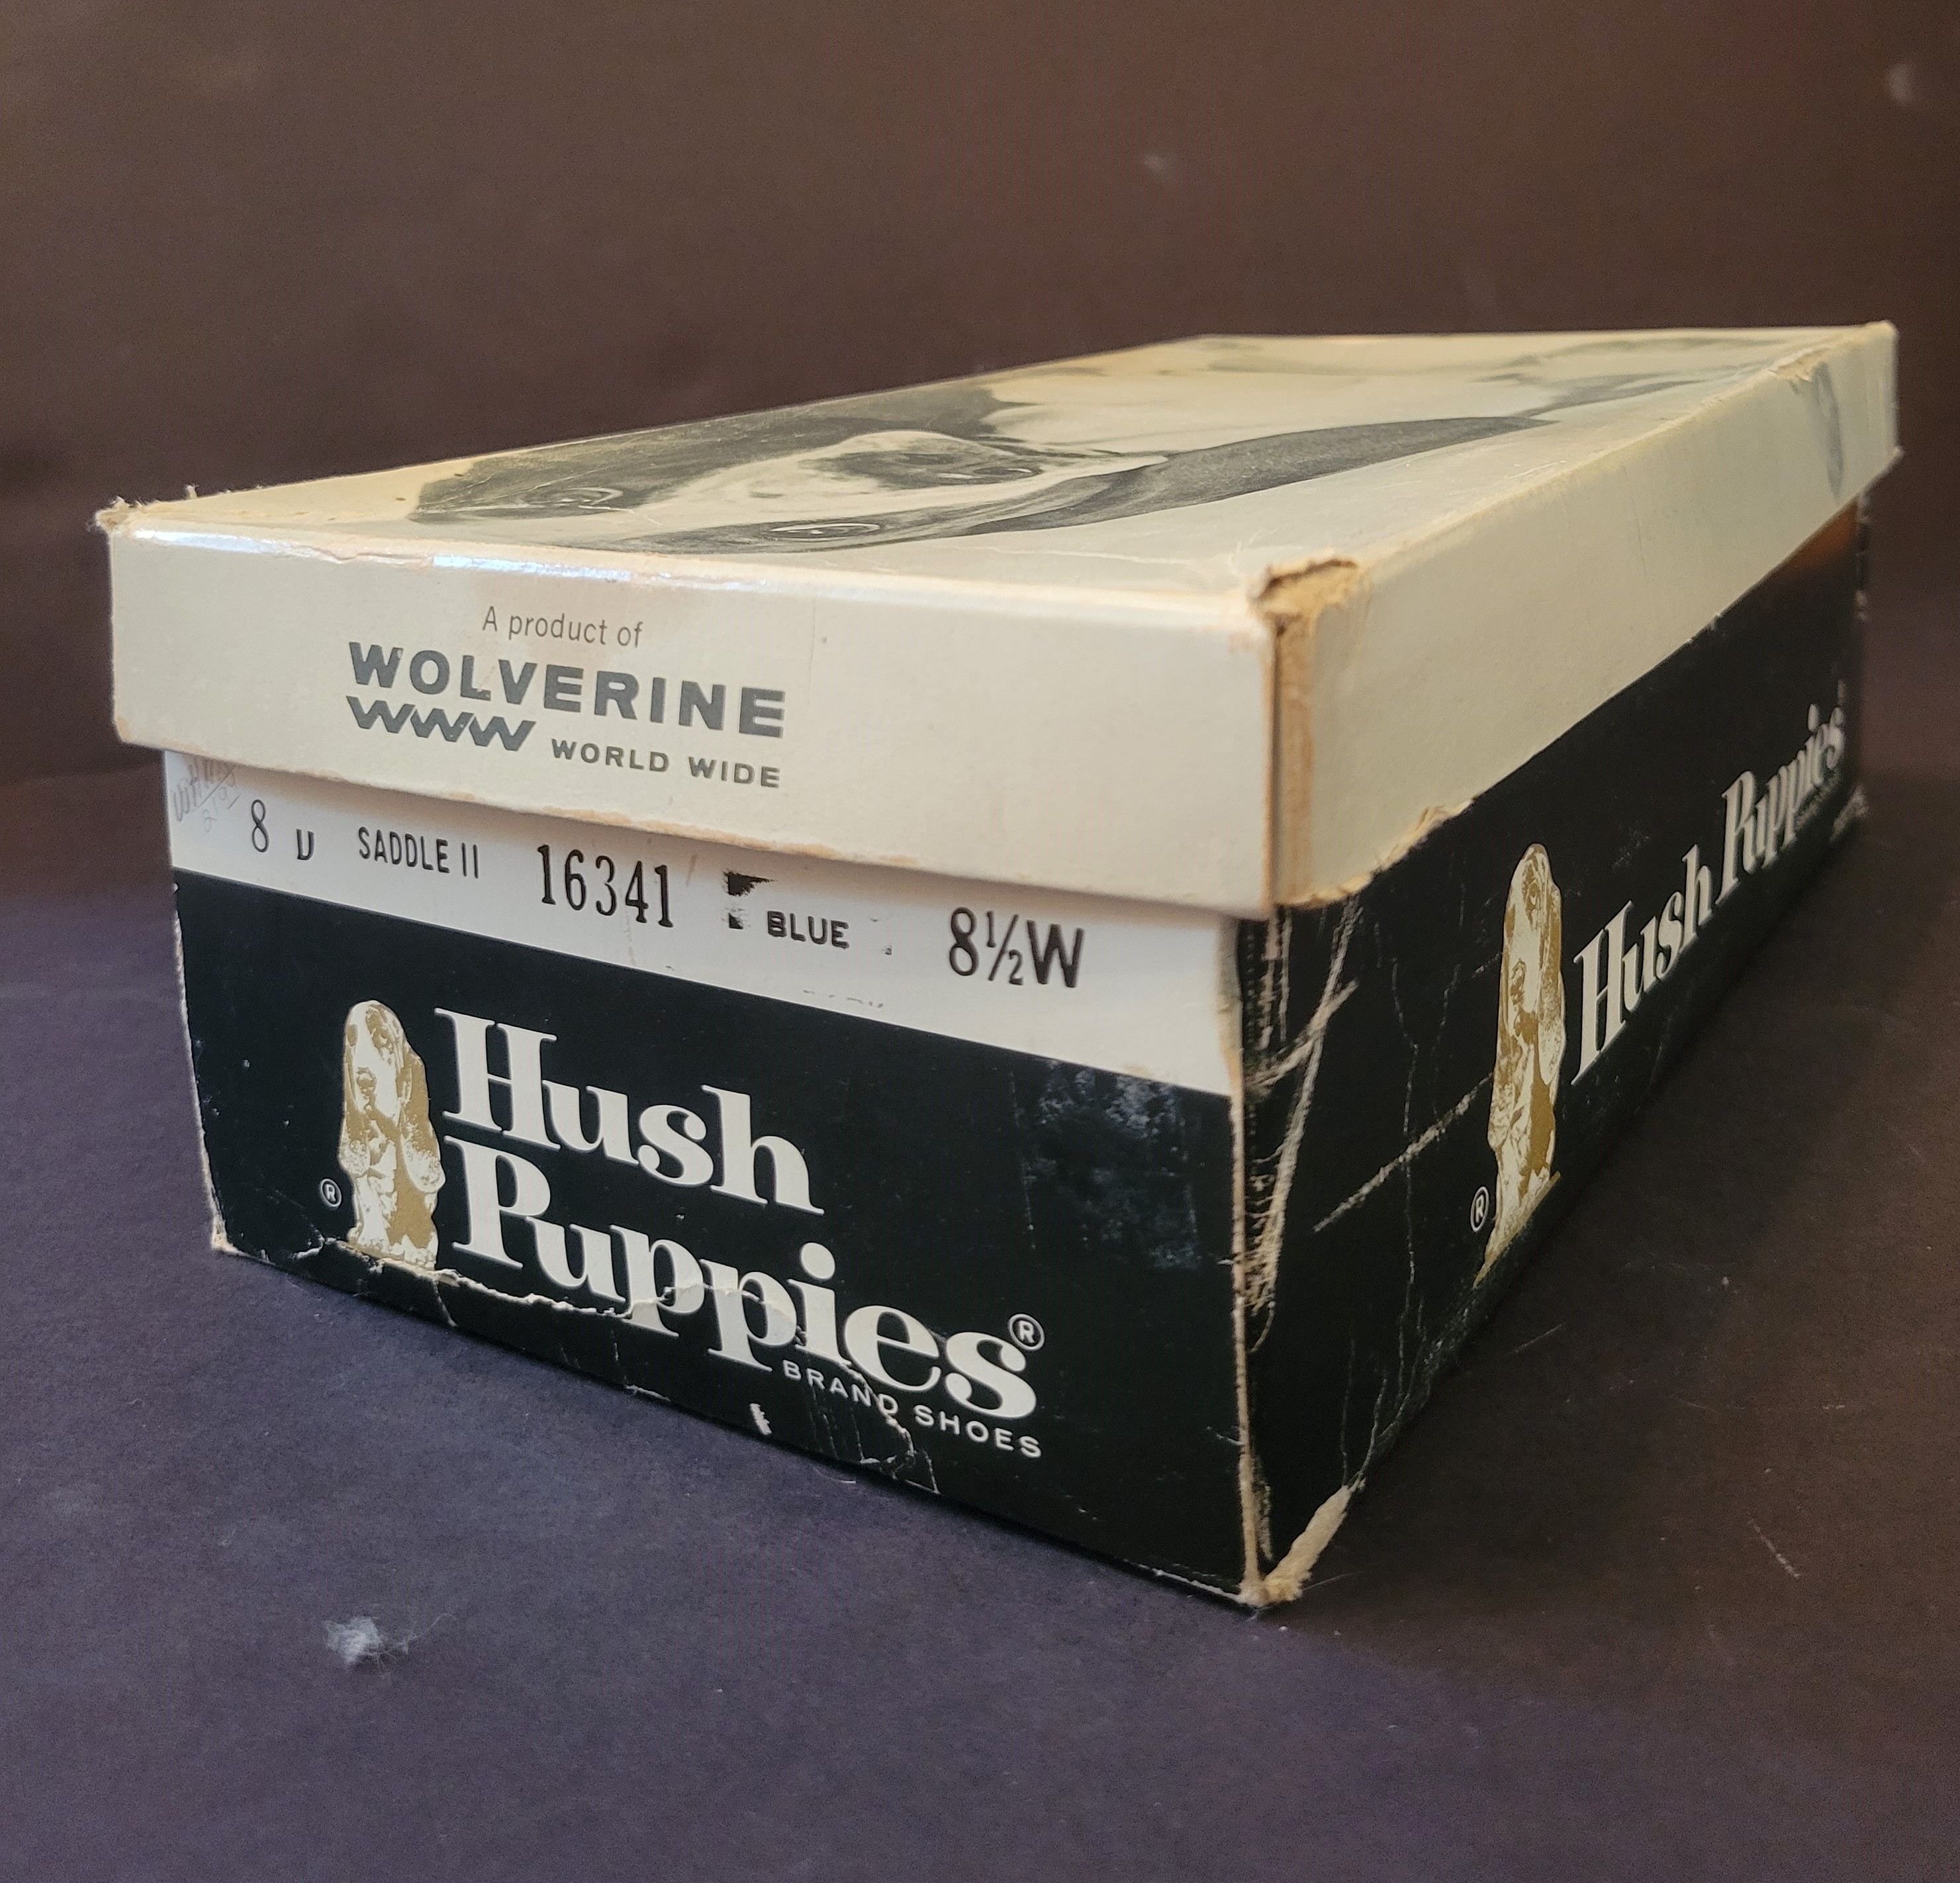 A product of
WOLVERINE
WORLD WIDE
8 D SADDLE II 16341 BLUE 8½W
Hush
Puppies®
BRAND SHOES
®
Hush Puppies
®